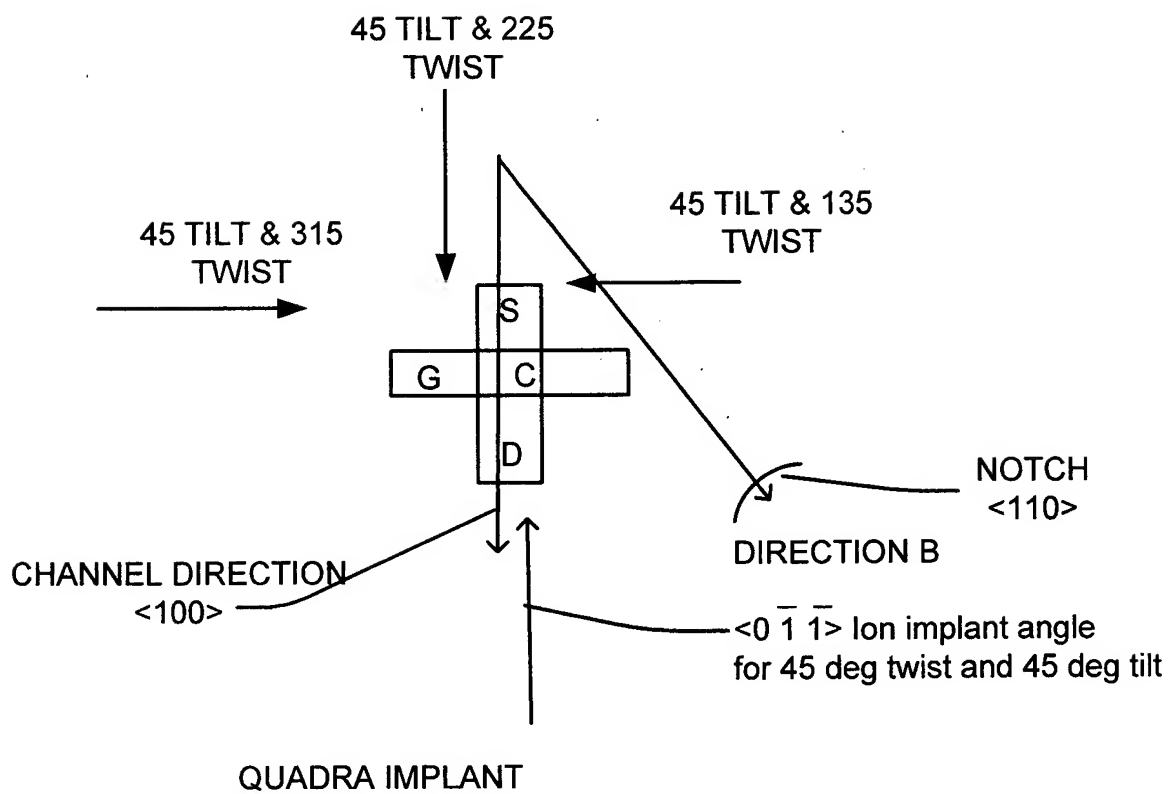 45 TILT & 225
TWIST
45 TILT & 135
TWIST
45 TILT & 315
TWIST
S
G
C
D
NOTCH
<110>
DIRECTION B
CHANNEL DIRECTION
<100>
<0 1̅ 1̅> Ion implant angle
for 45 deg twist and 45 deg tilt
QUADRA IMPLANT